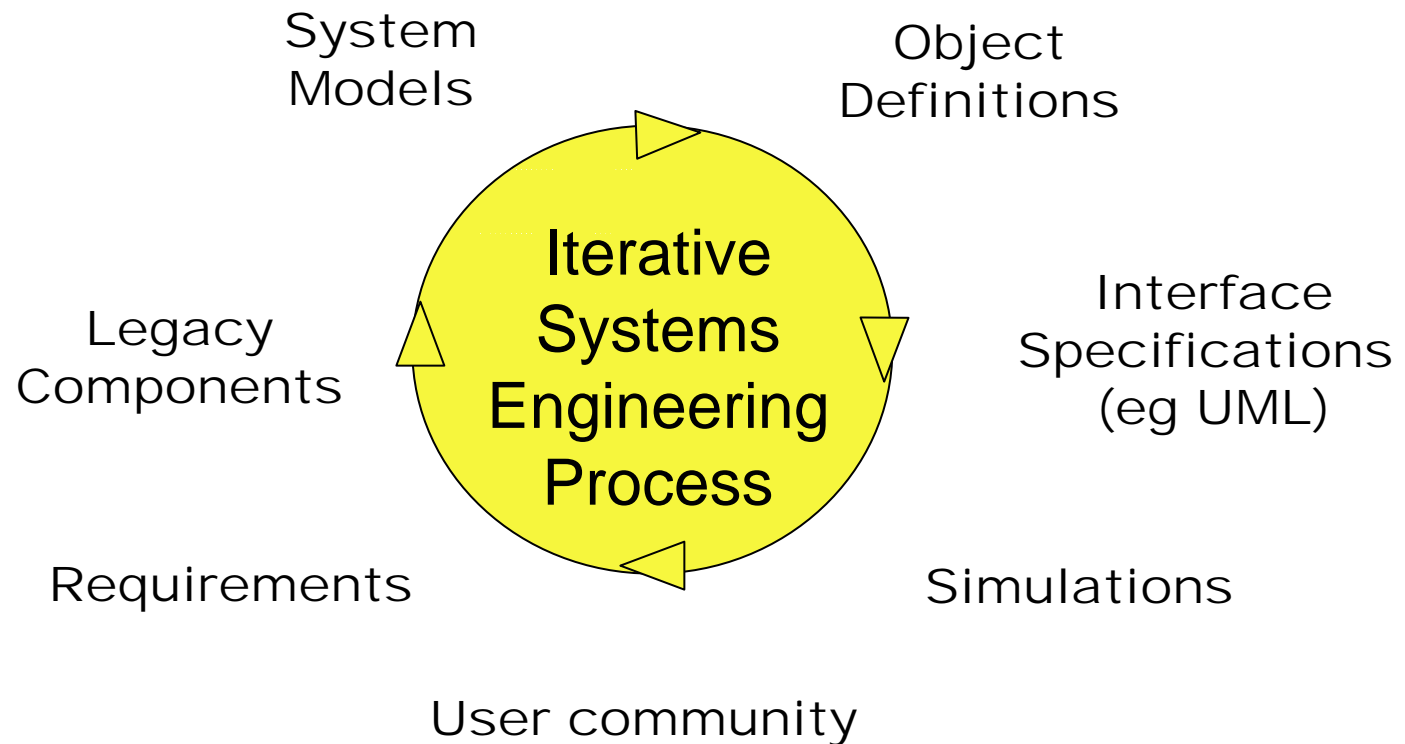 System
Models
Object
Definitions
Iterative
Systems
Engineering
Process
Interface
Specifications
(eg UML)
Legacy
Components
Requirements
Simulations
User community